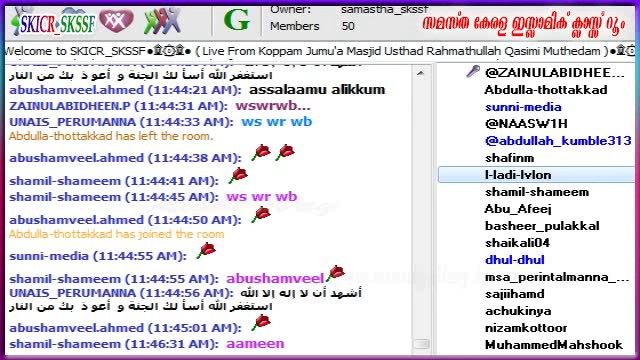 SKICR SKSSF
G
Owner: samastha_skssf
Members 50
സമസ്ത കേരള ഇസ്ലാമിക് ക്ലാസ്സ് റൂം
Welcome to SKICR_SKSSF ( Live From Koppam Jumu'a Masjid Usthad Rahmathullah Qasimi Muthedam )
استغفر الله أسأ لك الجنة و أعو ذ بك من النار
abushamveel.ahmed (11:44:21 AM): assalaamu alikkum
ZAINULABIDHEEN.P (11:44:31 AM): wswrwb...
UNAIS_PERUMANNA (11:44:33 AM): ws wr wb
Abdulla-thottakkad has left the room.
abushamveel.ahmed (11:44:38 AM):
shamil-shameem (11:44:41 AM):
shamil-shameem (11:44:45 AM): ws wr wb
abushamveel.ahmed (11:44:50 AM):
Abdulla-thottakkad has joined the room
sunni-media (11:44:55 AM):
shamil-shameem (11:44:55 AM): abushamveel
UNAIS_PERUMANNA (11:44:56 AM): أشهد أن لا إله إلا الله
استغفر الله أسأ لك الجنة و أعو ذ بك من النار
abushamveel.ahmed (11:45:01 AM):
shamil-shameem (11:46:31 AM): aameen
@ZAINULABIDHEE...
Abdulla-thottakkad
sunni-media
@NAASW1H
@abdullah_kumble313
shafinm
I-ladi-lvlon
shamil-shameem
Abu_Afeej
basheer_pulakkal
shaikali04
dhul-dhul
msa_perintalmanna_...
sajiihamd
achukinya
nizamkottoor
MuhammedMahshook